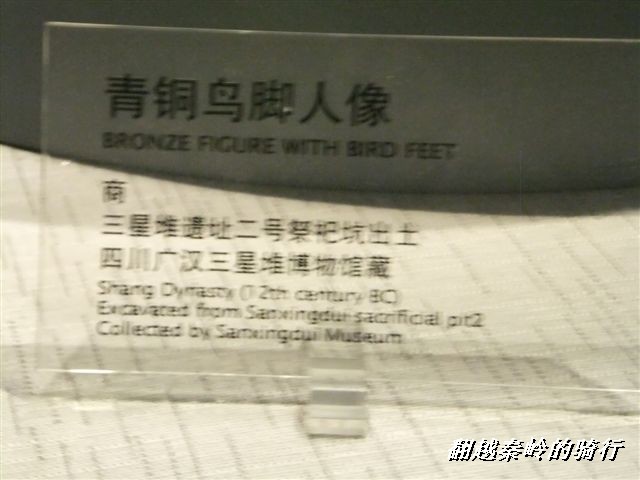 青铜鸟脚人像
BRONZE FIGURE WITH BIRD FEET
商
三星堆遗址二号祭祀坑出土
四川广汉三星堆博物馆藏
Shang Dynasty (12th century BC)
Excavated from Sanxingdui sacrificial pit2
Collected by Sanxingdui Museum
翻越秦岭的骑行